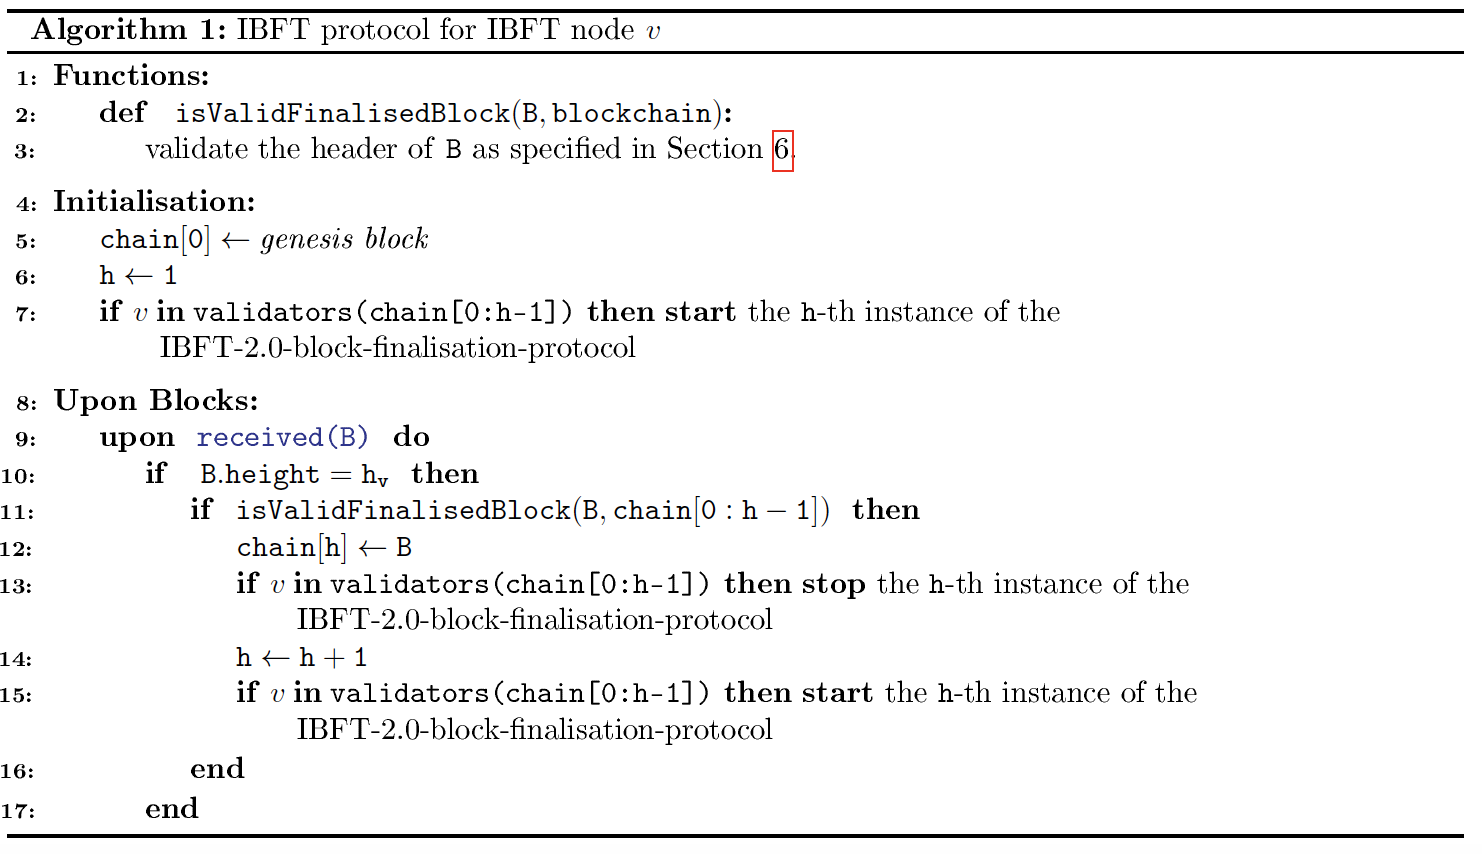 Algorithm 1: IBFT protocol for IBFT node v
1: Functions:
2: def isValidFinalisedBlock(B, blockchain):
3: validate the header of B as specified in Section 6.
4: Initialisation:
5: chain[0] ← genesis block
6: h ← 1
7: if v in validators(chain[0:h-1]) then start the h-th instance of the
IBFT-2.0-block-finalisation-protocol
8: Upon Blocks:
9: upon received(B) do
10: if B.height = h_v then
11: if isValidFinalisedBlock(B, chain[0 : h − 1]) then
12: chain[h] ← B
13: if v in validators(chain[0:h-1]) then stop the h-th instance of the
IBFT-2.0-block-finalisation-protocol
14: h ← h + 1
15: if v in validators(chain[0:h-1]) then start the h-th instance of the
IBFT-2.0-block-finalisation-protocol
16: end
17: end